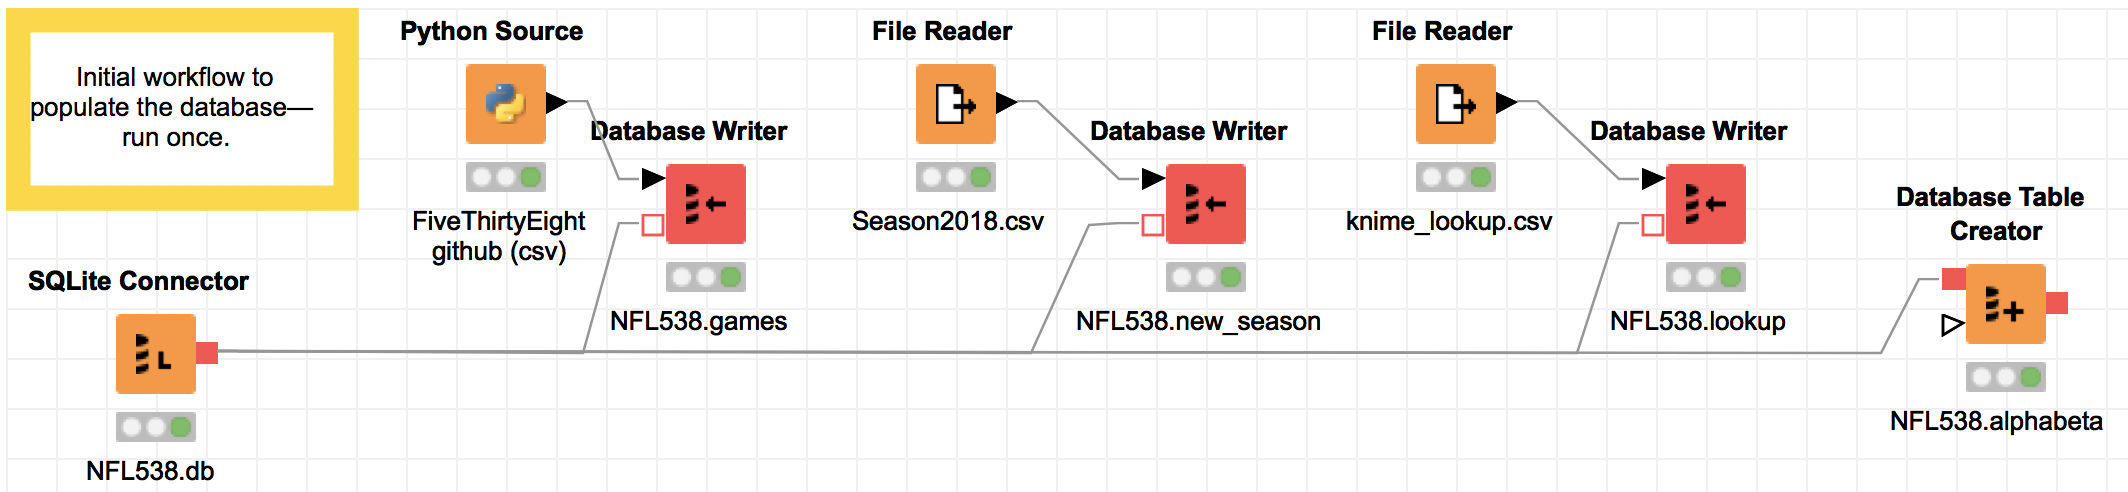 Initial workflow to
populate the database—
run once.
Python Source
FiveThirtyEight
github (csv)
Database Writer
NFL538.games
File Reader
Season2018.csv
Database Writer
NFL538.new_season
File Reader
knime_lookup.csv
Database Writer
NFL538.lookup
Database Table
Creator
NFL538.alphabeta
SQLite Connector
L
NFL538.db